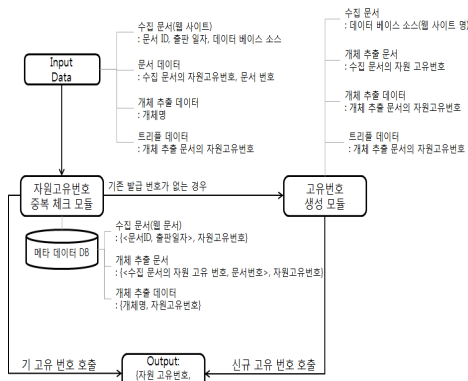 수집 문서(웹 사이트)
: 문서 ID, 출판 일자, 데이터 베이스 소스
문서 데이터
: 수집 문서의 자원고유번호, 문서 번호
개체 추출 데이터
: 개체명
트리플 데이터
: 개체 추출 문서의 자원고유번호
Input
Data
수집 문서
: 데이터 베이스 소스(웹 사이트 명)
개체 추출 문서
: 수집 문서의 자원 고유번호
개체 추출 데이터
: 개체 추출 문서의 자원고유번호
트리플 데이터
: 개체 추출 문서의 자원고유번호
자원고유번호
중복 체크 모듈
기존 발급 번호가 없는 경우
고유번호
생성 모듈
메타 데이터 DB
수집 문서(웹 문서)
: {<문서ID, 출판일자>, 자원고유번호}
개체 추출 문서
: {<수집 문서의 자원 고유 번호, 문서번호>, 자원고유번호}
개체 추출 데이터
: {개체명, 자원고유번호}
기 고유 번호 호출
Output:
{자원 고유번호,
신규 고유 번호 호출